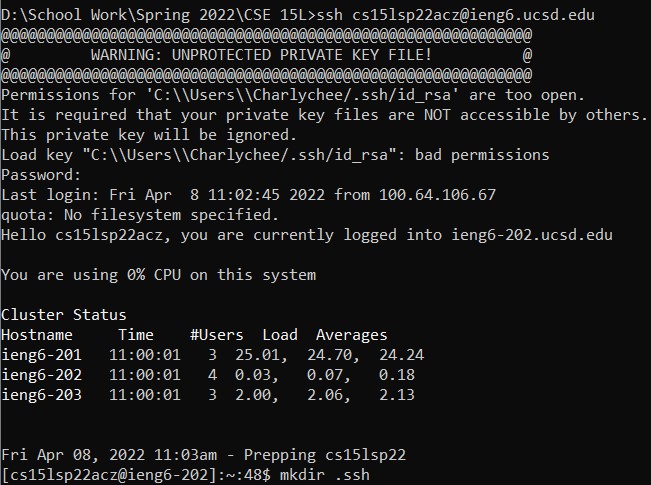 D:\School Work\Spring 2022\CSE 15L>ssh cs15lsp22acz@ieng6.ucsd.edu
@@@@@@@@@@@@@@@@@@@@@@@@@@@@@@@@@@@@@@@@@@@@@@@@@@@@@@@@@@@
@         WARNING: UNPROTECTED PRIVATE KEY FILE!          @
@@@@@@@@@@@@@@@@@@@@@@@@@@@@@@@@@@@@@@@@@@@@@@@@@@@@@@@@@@@
Permissions for 'C:\\Users\\Charlychee/.ssh/id_rsa' are too open.
It is required that your private key files are NOT accessible by others.
This private key will be ignored.
Load key "C:\\Users\\Charlychee/.ssh/id_rsa": bad permissions
Password:
Last login: Fri Apr  8 11:02:45 2022 from 100.64.106.67
quota: No filesystem specified.
Hello cs15lsp22acz, you are currently logged into ieng6-202.ucsd.edu
You are using 0% CPU on this system
Cluster Status
Hostname     Time    #Users  Load  Averages
ieng6-201   11:00:01   3  25.01,  24.70,  24.24
ieng6-202   11:00:01   4  0.03,   0.07,   0.18
ieng6-203   11:00:01   3  2.00,   2.06,   2.13
Fri Apr 08, 2022 11:03am - Prepping cs15lsp22
[cs15lsp22acz@ieng6-202]:~:48$ mkdir .ssh